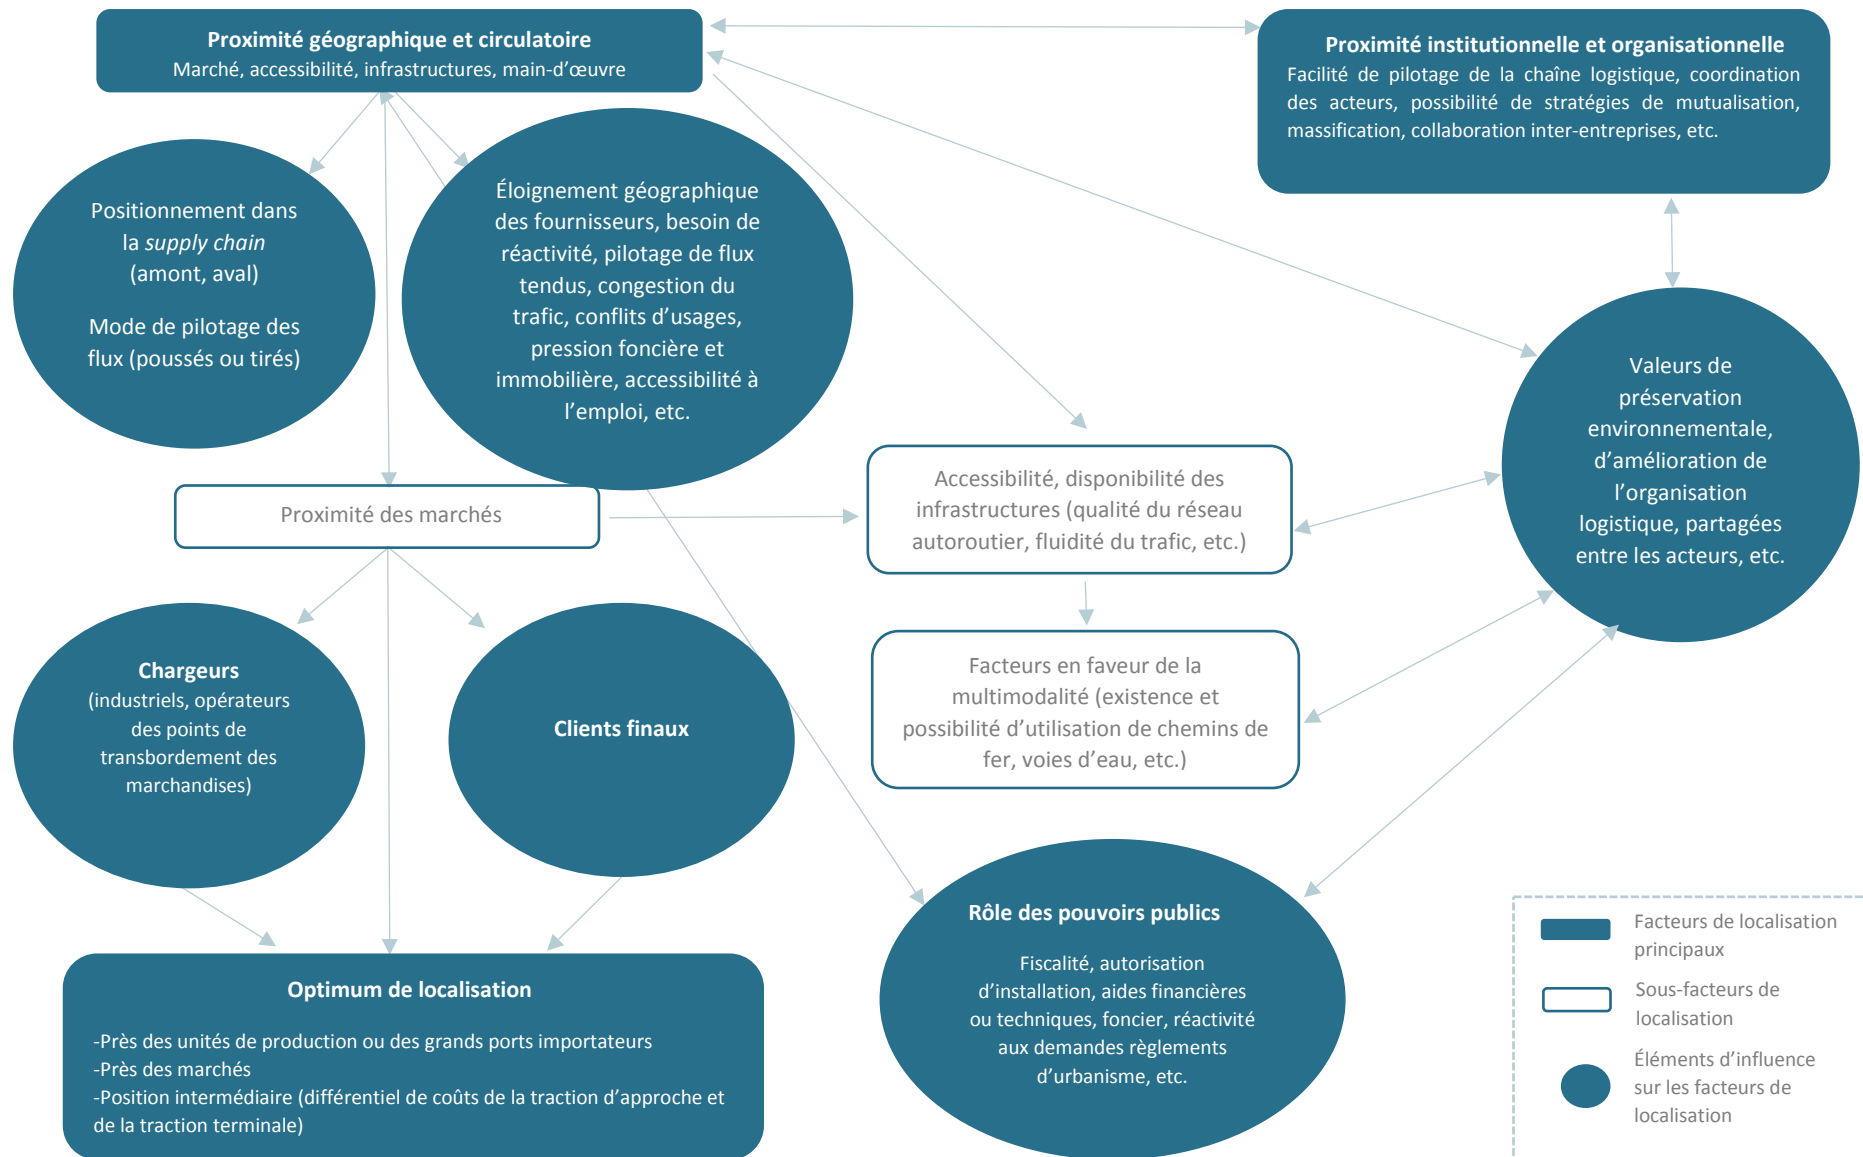 Proximité géographique et circulatoire
Marché, accessibilité, infrastructures, main-d'œuvre
Proximité institutionnelle et organisationnelle
Facilité de pilotage de la chaîne logistique, coordination
des acteurs, possibilité de stratégies de mutualisation,
massification, collaboration inter-entreprises, etc.
Positionnement dans
la supply chain
(amont, aval)
Mode de pilotage des
flux (poussés ou tirés)
Éloignement géographique
des fournisseurs, besoin de
réactivité, pilotage de flux
tendus, congestion du
trafic, conflits d'usages,
pression foncière et
immobilière, accessibilité à
l'emploi, etc.
Valeurs de
préservation
environnementale,
d'amélioration de
l'organisation
logistique, partagées
entre les acteurs, etc.
Proximité des marchés
Accessibilité, disponibilité des
infrastructures (qualité du réseau
autoroutier, fluidité du trafic, etc.)
Facteurs en faveur de la
multimodalité (existence et
possibilité d'utilisation de chemins de
fer, voies d'eau, etc.)
Chargeurs
(industriels, opérateurs
des points de
transbordement des
marchandises)
Clients finaux
Rôle des pouvoirs publics
Fiscalité, autorisation
d'installation, aides financières
ou techniques, foncier, réactivité
aux demandes règlements
d'urbanisme, etc.
Optimum de localisation
-Près des unités de production ou des grands ports importateurs
-Près des marchés
-Position intermédiaire (différentiel de coûts de la traction d'approche et
de la traction terminale)
Facteurs de localisation
principaux
Sous-facteurs de
localisation
Éléments d'influence
sur les facteurs de
localisation